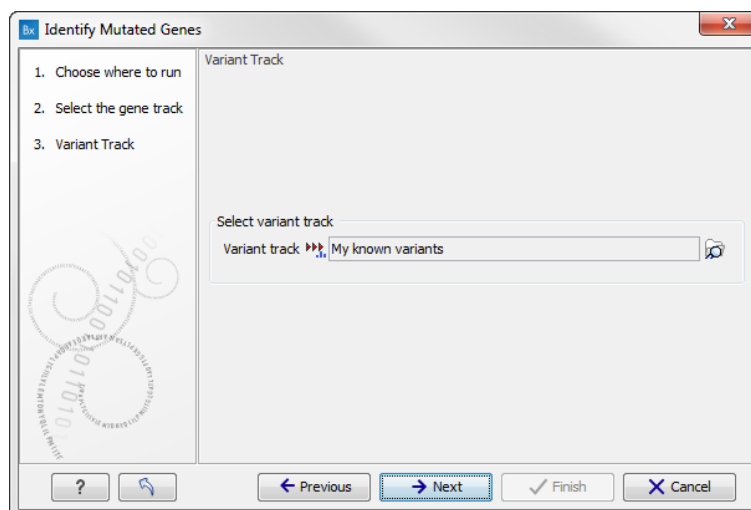 Bx Identify Mutated Genes
1. Choose where to run
2. Select the gene track
3. Variant Track
Variant Track
Select variant track
Variant track My known variants
? Previous Next Finish Cancel